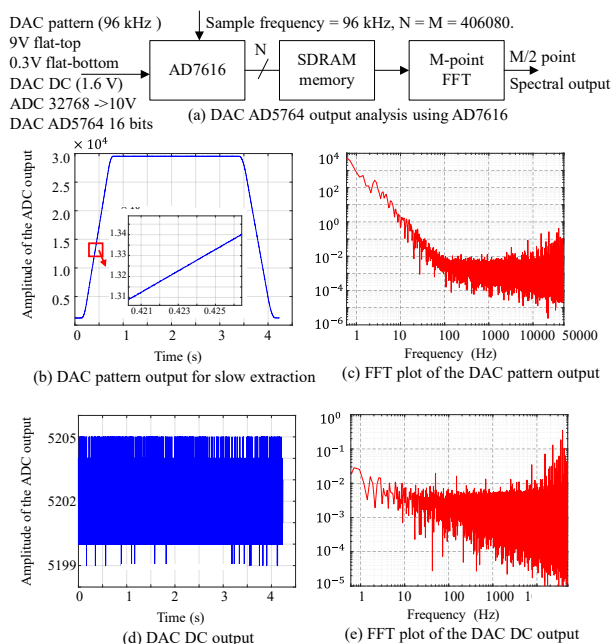 DAC pattern (96 kHz )
9V flat-top
0.3V flat-bottom
DAC DC (1.6 V)
ADC 32768 ->10V
DAC AD5764 16 bits
Sample frequency = 96 kHz, N = M = 406080.
AD7616
N
SDRAM
memory
M-point
FFT
M/2 point
Spectral output
(a) DAC AD5764 output analysis using AD7616
× 10⁴
3.0
2.5
2.0
1.5
1.0
0.5
Amplitude of the ADC output
1.34
1.33
1.32
1.31
0.421 0.423 0.425
0 1 2 3 4
Time (s)
(b) DAC pattern output for slow extraction
10⁴
10²
10⁰
10⁻²
10⁻⁴
10⁻⁶
1 10 100 1000 10000 50000
Frequency (Hz)
(c) FFT plot of the DAC pattern output
5205
5202
5199
Amplitude of the ADC output
0 1 2 3 4
Time (s)
(d) DAC DC output
10⁰
10⁻¹
10⁻²
10⁻³
10⁻⁴
10⁻⁵
1 10 100 1000
Frequency (Hz)
(e) FFT plot of the DAC DC output